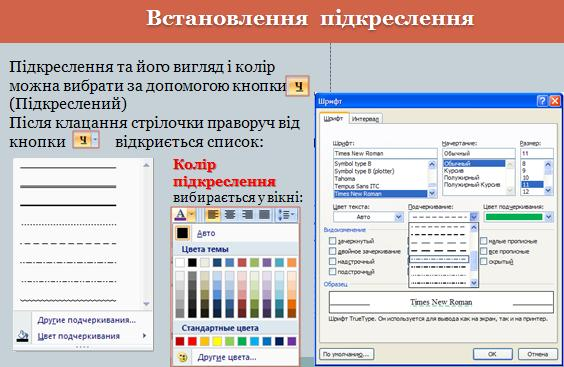 Встановлення підкреслення
Підкреслення та його вигляд і колір
можна вибрати за допомогою кнопки Ч
(Підкреслений)
Після клацання стрілочки праворуч від
кнопки Ч відкриється список:
Другие подчеркивания...
Цвет подчеркивания
Колір
підкреслення
вибирається у вікні:
А
Авто
Цвета темы
Стандартные цвета
Другие цвета...
Шрифт
Шрифт Интервал
Шрифт: Начертание: Размер:
Times New Roman Обычный 11
Symbol type B Обычный 8
Symbol type B (plotter) Курсив 9
Tahoma Полужирный 10
Tempus Sans ITC Полужирный Курсив 11
Times New Roman 12
Цвет текста: Подчеркивание: Цвет подчеркивания:
Авто
Видоизменение
зачеркнутый малые прописные
двойное зачеркивание все прописные
надстрочный скрытый
подстрочный
Образец
Times New Roman
Шрифт TrueType. Он используется для вывода как на экран, так и на принтер.
По умолчанию... ОК Отмена